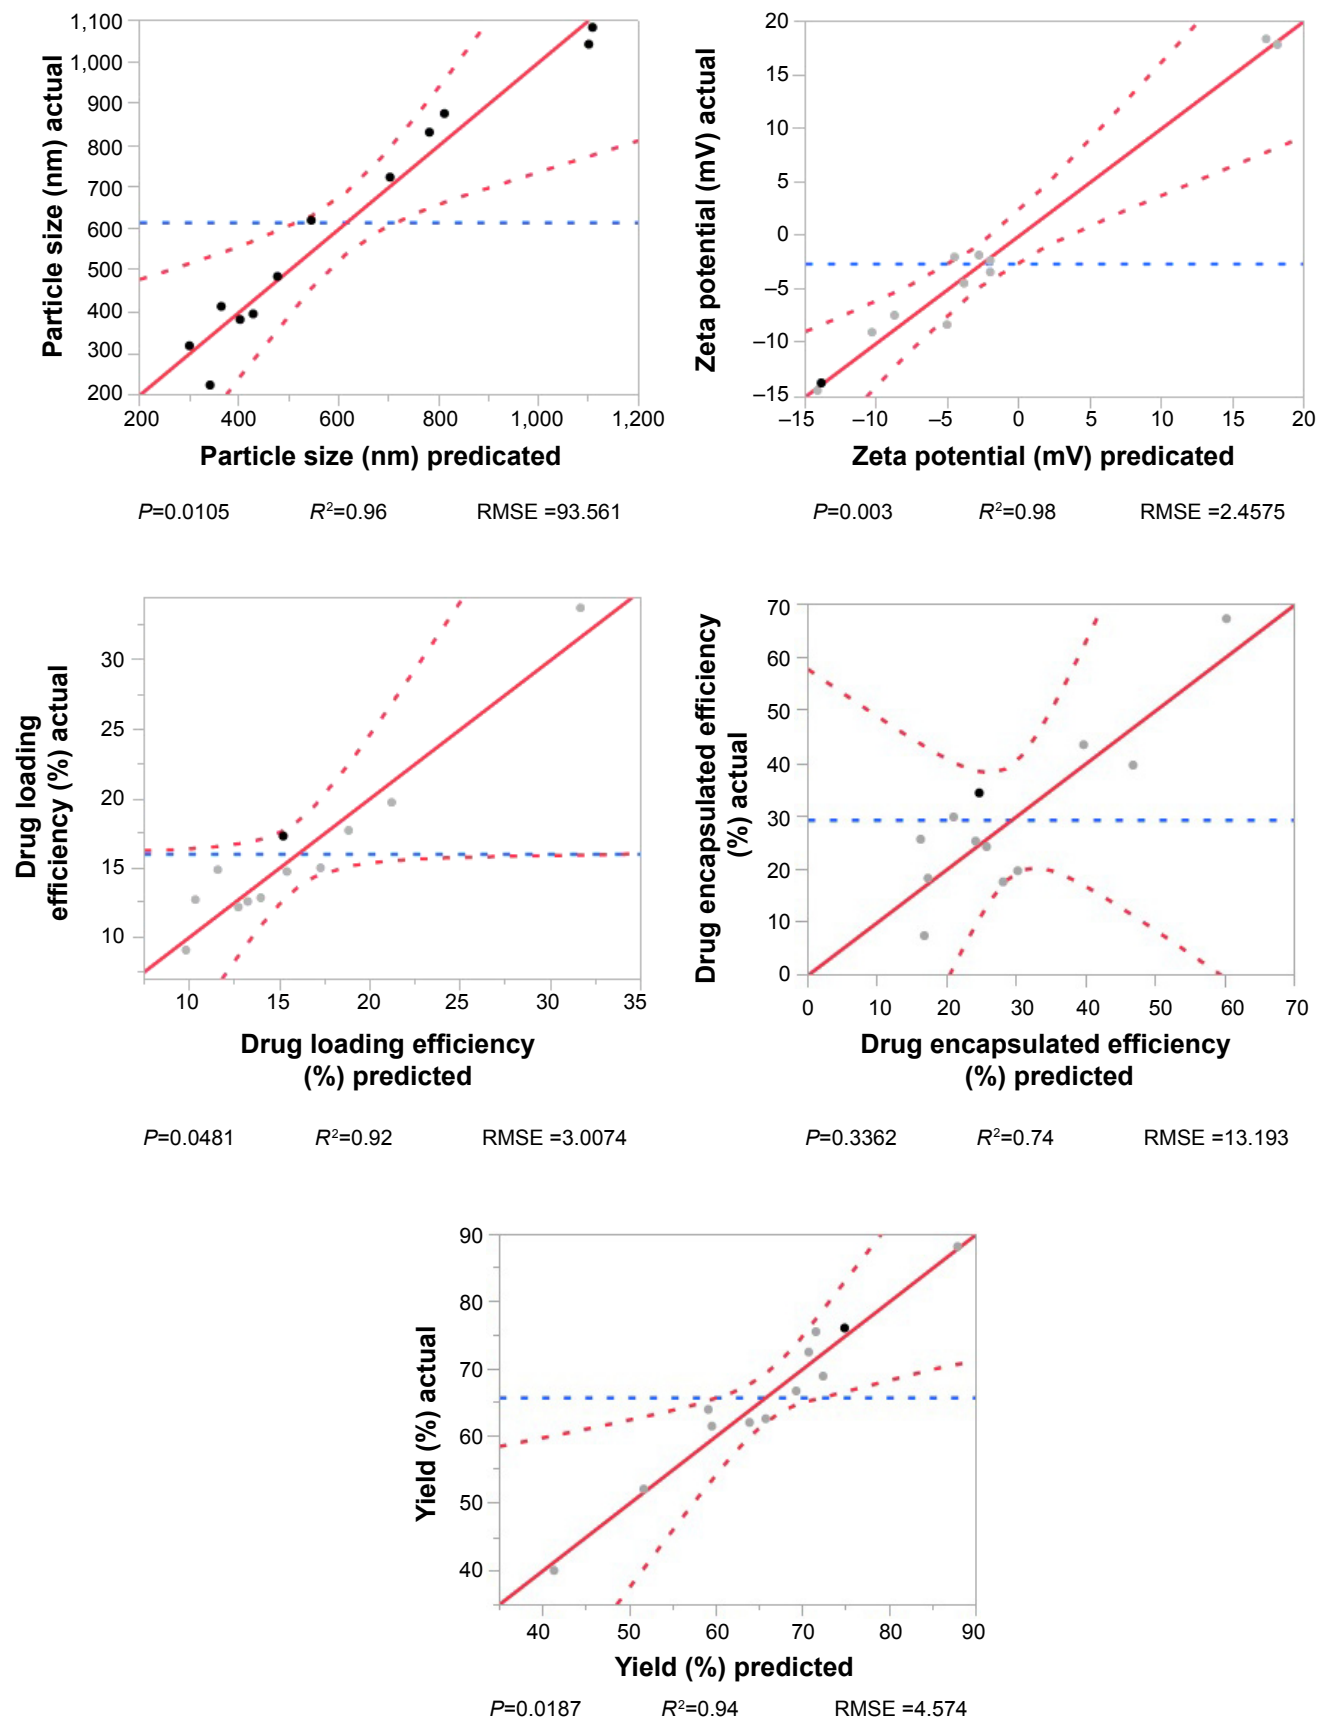 Particle size (nm) actual
1,100
1,000
900
800
700
600
500
400
300
200
200 400 600 800 1,000 1,200
Particle size (nm) predicated
P=0.0105 R²=0.96 RMSE =93.561
Zeta potential (mV) actual
20
15
10
5
0
–5
–10
–15
–15 –10 –5 0 5 10 15 20
Zeta potential (mV) predicated
P=0.003 R²=0.98 RMSE =2.4575
Drug loading
efficiency (%) actual
30
25
20
15
10
10 15 20 25 30 35
Drug loading efficiency
(%) predicted
P=0.0481 R²=0.92 RMSE =3.0074
Drug encapsulated efficiency
(%) actual
70
60
50
40
30
20
10
0
0 10 20 30 40 50 60 70
Drug encapsulated efficiency
(%) predicted
P=0.3362 R²=0.74 RMSE =13.193
Yield (%) actual
90
80
70
60
50
40
40 50 60 70 80 90
Yield (%) predicted
P=0.0187 R²=0.94 RMSE =4.574